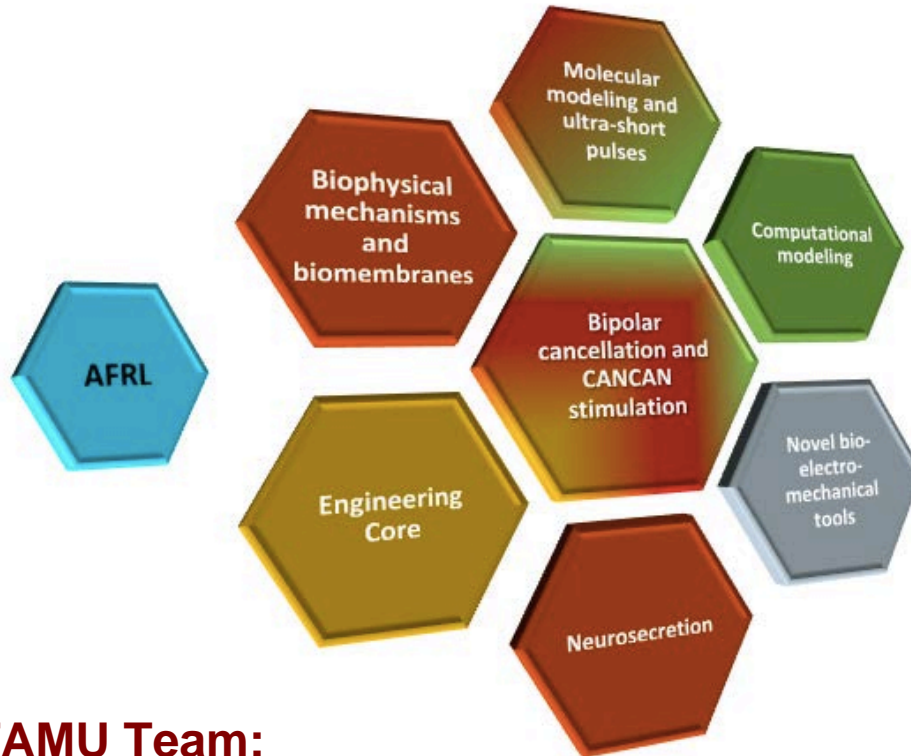 Molecular
modeling and
ultra-short
pulses
Biophysical
mechanisms
and
biomembranes
Computational
modeling
Bipolar
cancellation and
CANCAN
stimulation
AFRL
Novel bio-
electro-
mechanical
tools
Engineering
Core
Neurosecretion
TAMU Team: